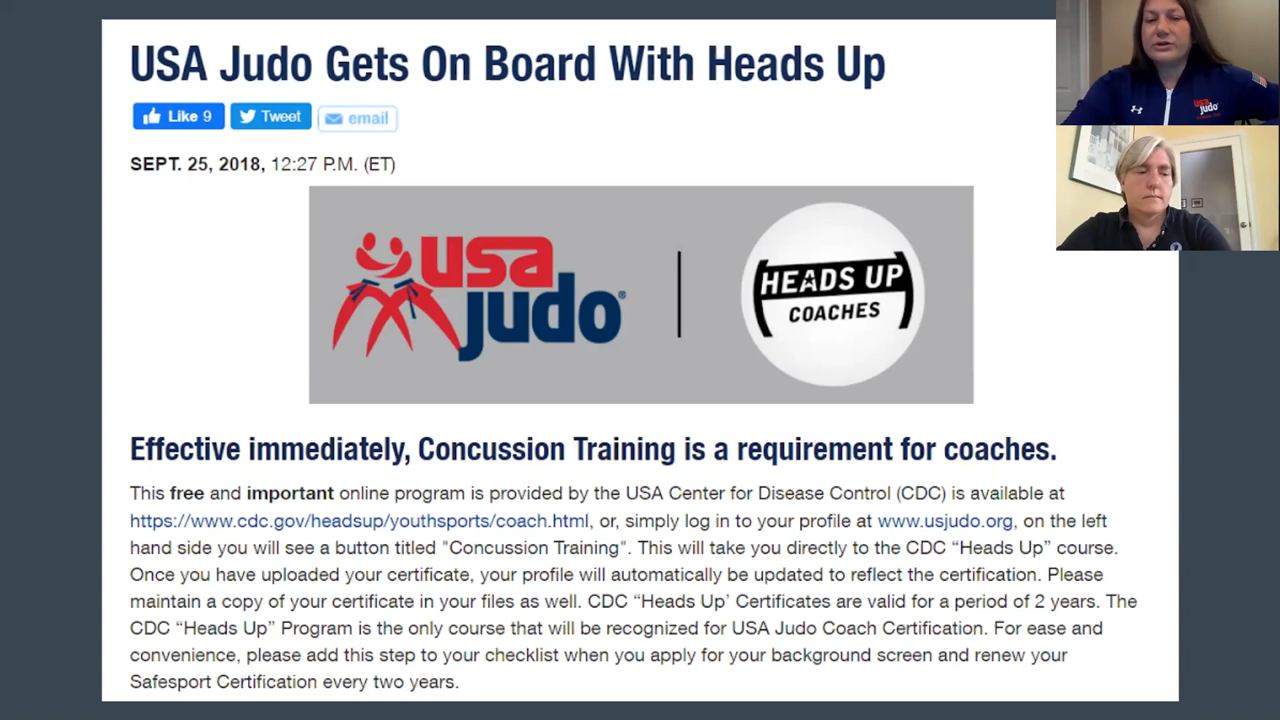 USA Judo Gets On Board With Heads Up
Like 9 Tweet email
SEPT. 25, 2018, 12:27 P.M. (ET)
usa
judo®
HEADS UP
COACHES
usa
judo
Effective immediately, Concussion Training is a requirement for coaches.
This free and important online program is provided by the USA Center for Disease Control (CDC) is available at
https://www.cdc.gov/headsup/youthsports/coach.html, or, simply log in to your profile at www.usjudo.org, on the left
hand side you will see a button titled "Concussion Training". This will take you directly to the CDC “Heads Up” course.
Once you have uploaded your certificate, your profile will automatically be updated to reflect the certification. Please
maintain a copy of your certificate in your files as well. CDC “Heads Up’ Certificates are valid for a period of 2 years. The
CDC “Heads Up” Program is the only course that will be recognized for USA Judo Coach Certification. For ease and
convenience, please add this step to your checklist when you apply for your background screen and renew your
Safesport Certification every two years.